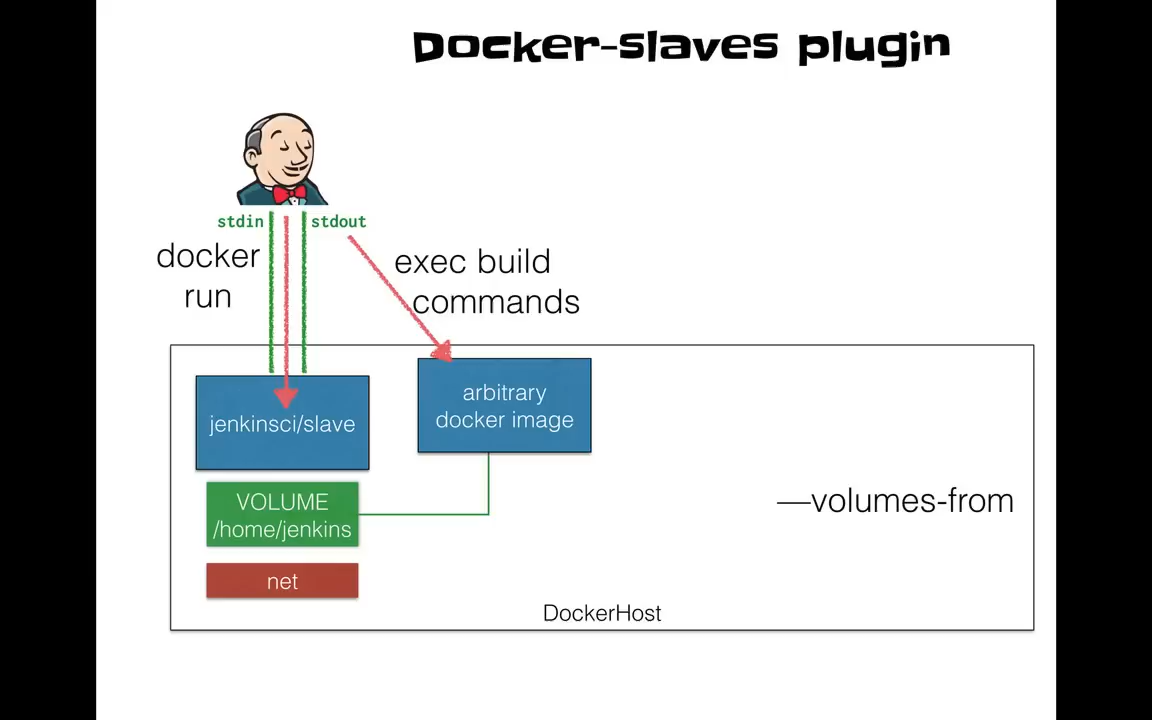 Docker-slaves plugin
stdin
stdout
docker
run
exec build
commands
jenkinsci/slave
arbitrary
docker image
VOLUME
/home/jenkins
—volumes-from
net
DockerHost